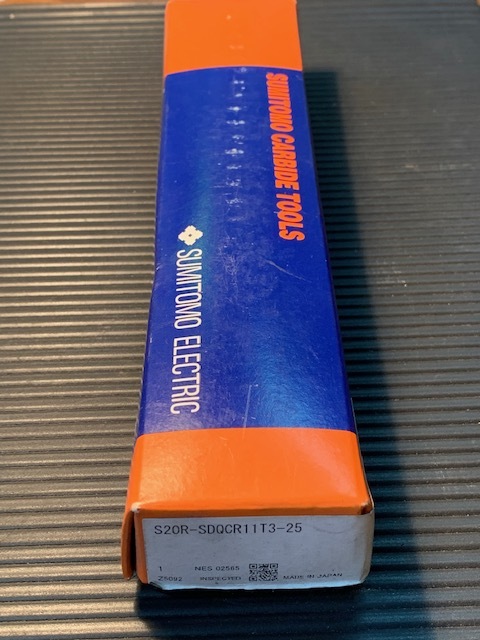 SUMITOMO CARBIDE TOOLS
SUMITOMO ELECTRIC
S20R-SDQCR11T3-25
1 NES 02565
INSPECTED MADE IN JAPAN